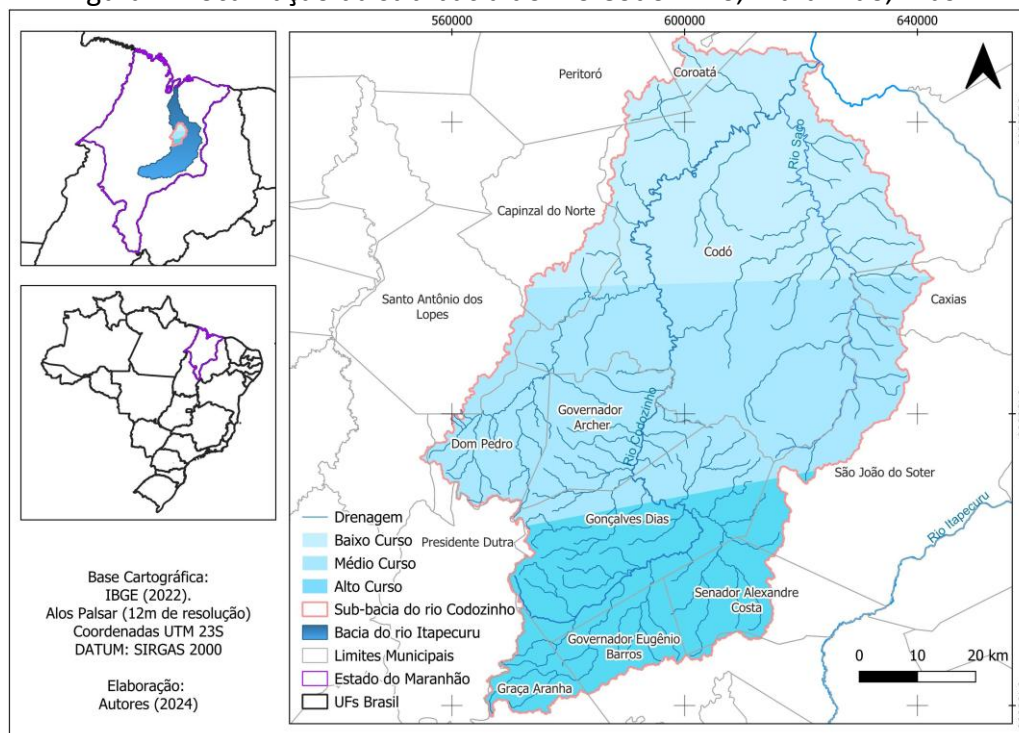 560000
600000
640000
Peritoró
Coroatá
Rio Saco
Capinzal do Norte
Codó
Santo Antônio dos
Lopes
Caxias
Governador
Archer
Rio Codozinho
Dom Pedro
São João do Soter
Gonçalves Dias
Presidente Dutra
Rio Itapecuru
Senador Alexandre
Costa
Governador Eugênio
Barros
Graça Aranha
Drenagem
Baixo Curso
Médio Curso
Alto Curso
Sub-bacia do rio Codozinho
Bacia do rio Itapecuru
Limites Municipais
Estado do Maranhão
UFs Brasil
0 10 20 km
Base Cartográfica:
IBGE (2022).
Alos Palsar (12m de resolução)
Coordenadas UTM 23S
DATUM: SIRGAS 2000
Elaboração:
Autores (2024)